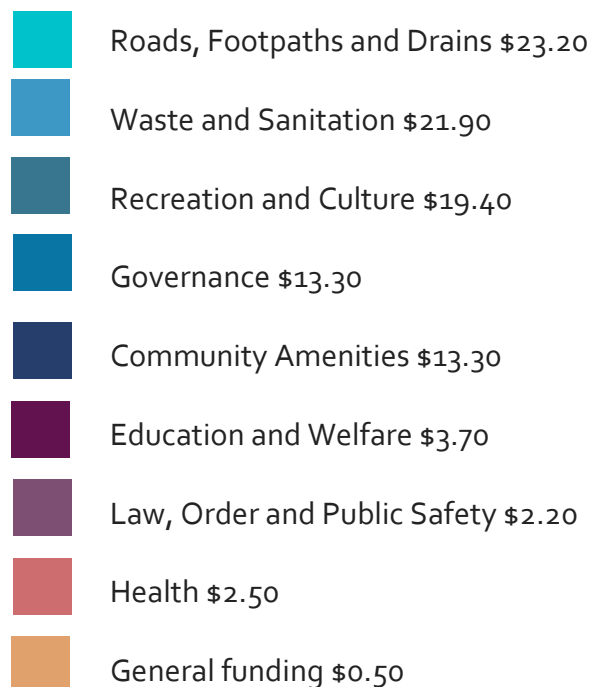 Roads, Footpaths and Drains $23.20
Waste and Sanitation $21.90
Recreation and Culture $19.40
Governance $13.30
Community Amenities $13.30
Education and Welfare $3.70
Law, Order and Public Safety $2.20
Health $2.50
General funding $0.50